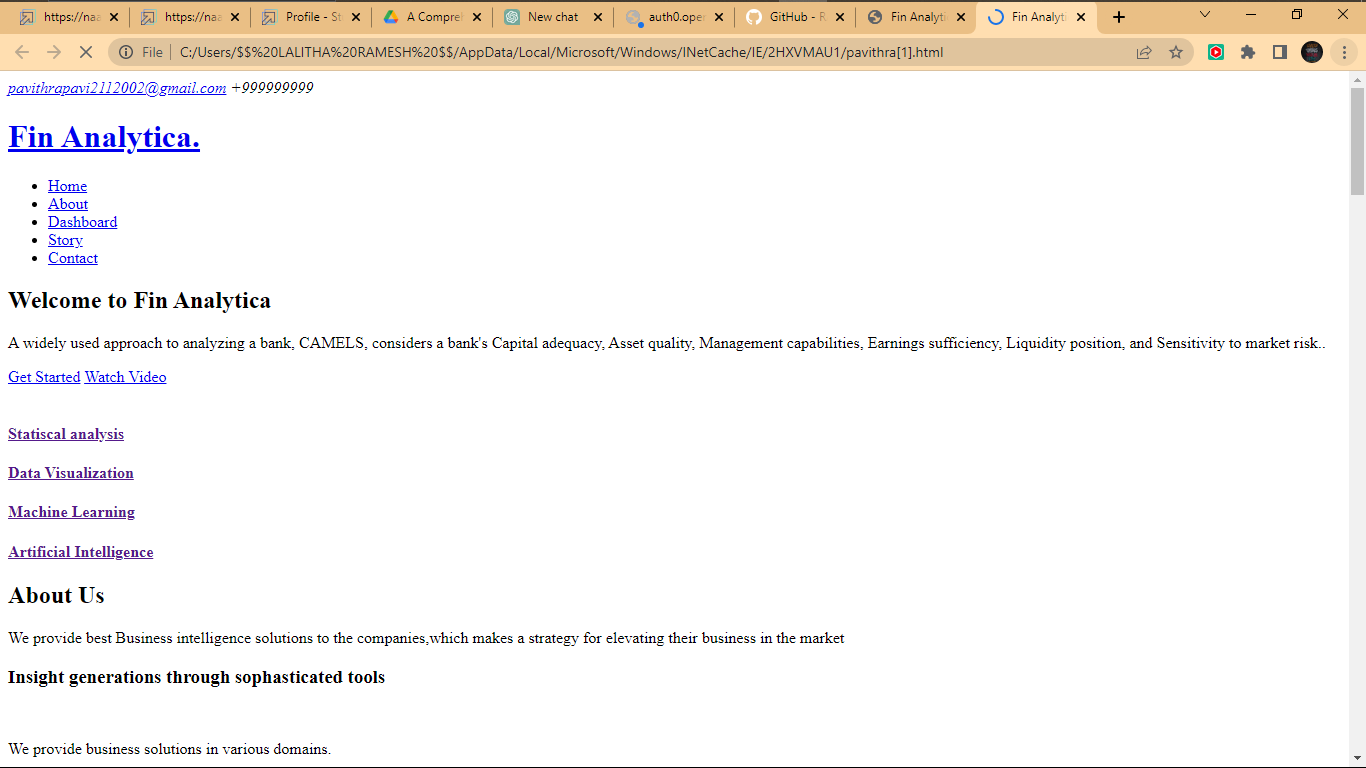 https://naa
https://naa
Profile - St
A Compreh
New chat
auth0.oper
GitHub - R
Fin Analyti
Fin Analyti
File
C:/Users/$$%20LALITHA%20RAMESH%20$$/AppData/Local/Microsoft/Windows/INetCache/IE/2HXVMAU1/pavithra[1].html
pavithrapavi2112002@gmail.com +999999999
Fin Analytica.
Home
About
Dashboard
Story
Contact
Welcome to Fin Analytica
A widely used approach to analyzing a bank, CAMELS, considers a bank's Capital adequacy, Asset quality, Management capabilities, Earnings sufficiency, Liquidity position, and Sensitivity to market risk..
Get Started Watch Video
Statiscal analysis
Data Visualization
Machine Learning
Artificial Intelligence
About Us
We provide best Business intelligence solutions to the companies,which makes a strategy for elevating their business in the market
Insight generations through sophasticated tools
We provide business solutions in various domains.